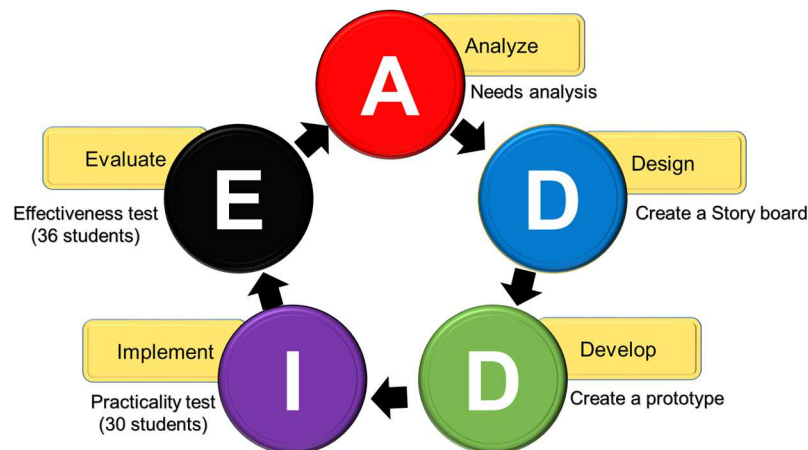 A
Analyze
Needs analysis
D
Design
Create a Story board
D
Develop
Create a prototype
I
Implement
Practicality test
(30 students)
E
Evaluate
Effectiveness test
(36 students)